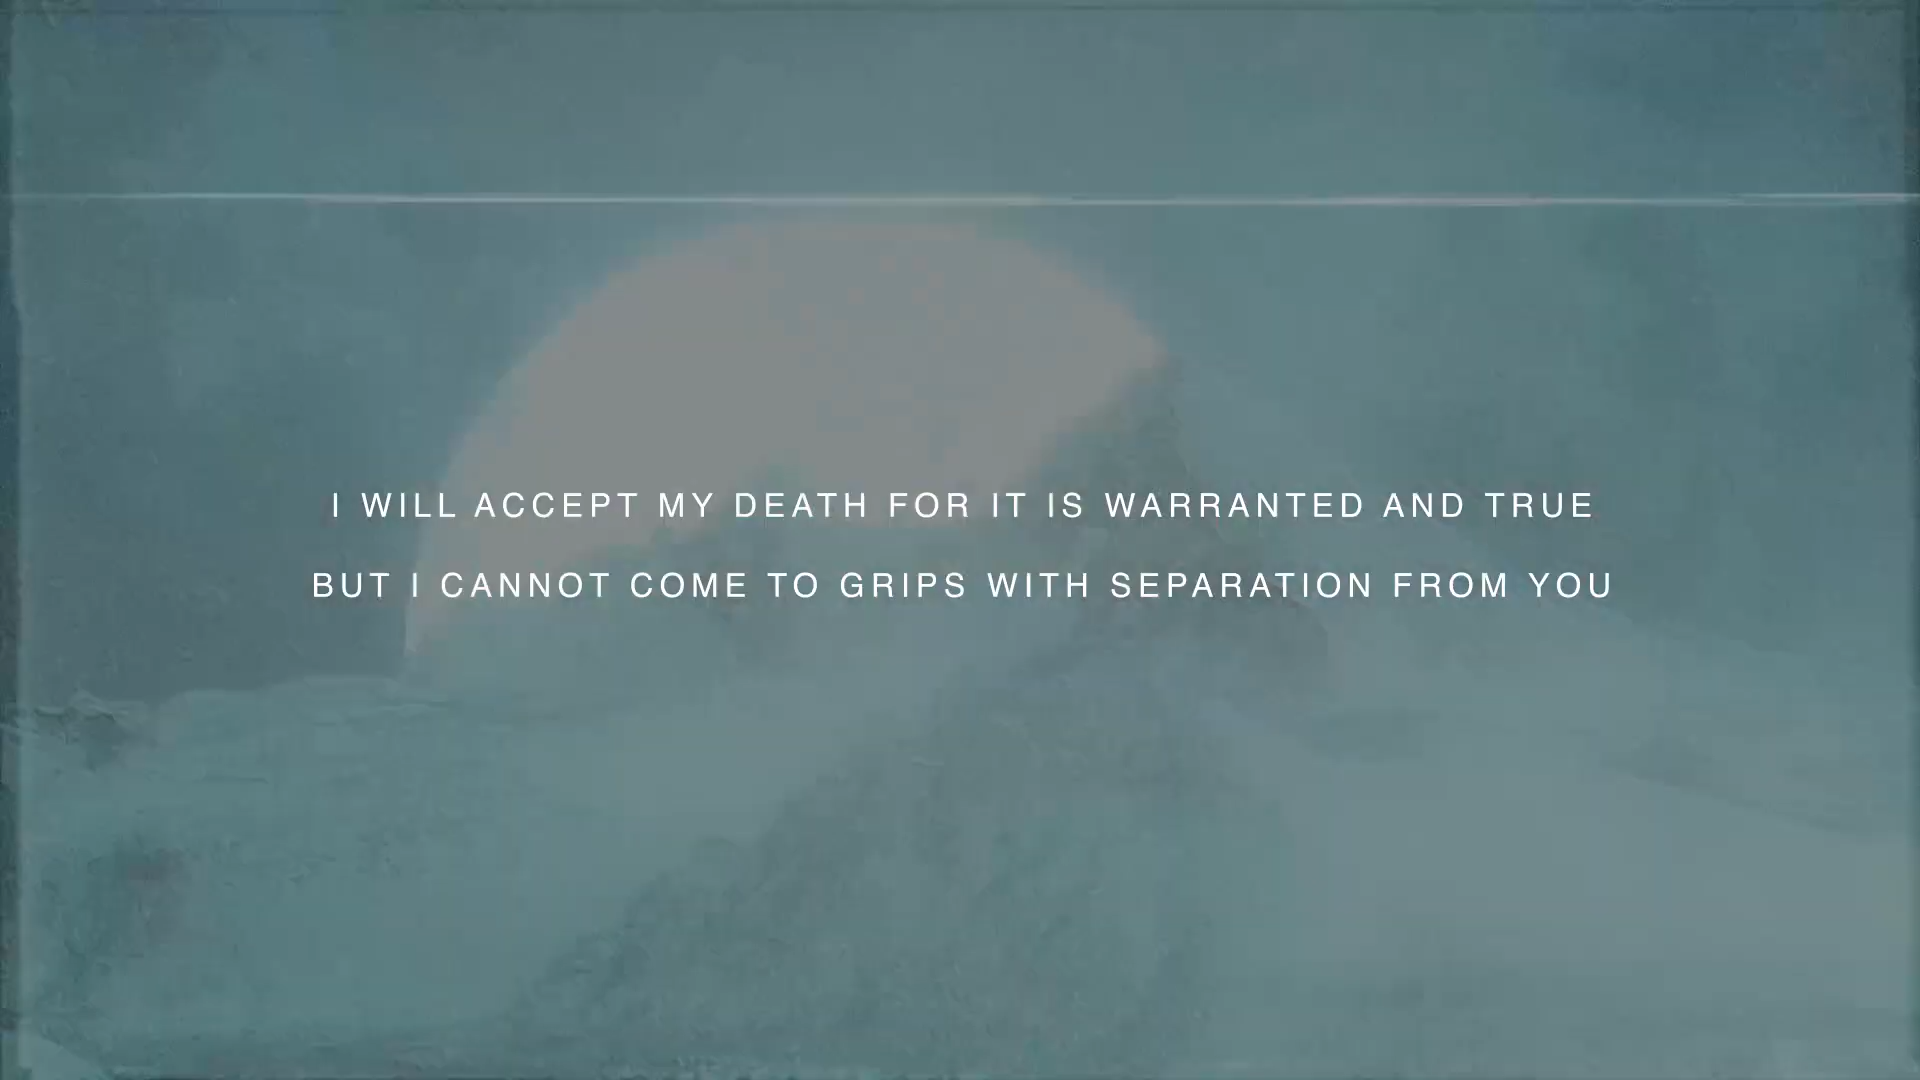 I WILL ACCEPT MY DEATH FOR IT IS WARRANTED AND TRUE
BUT I CANNOT COME TO GRIPS WITH SEPARATION FROM YOU